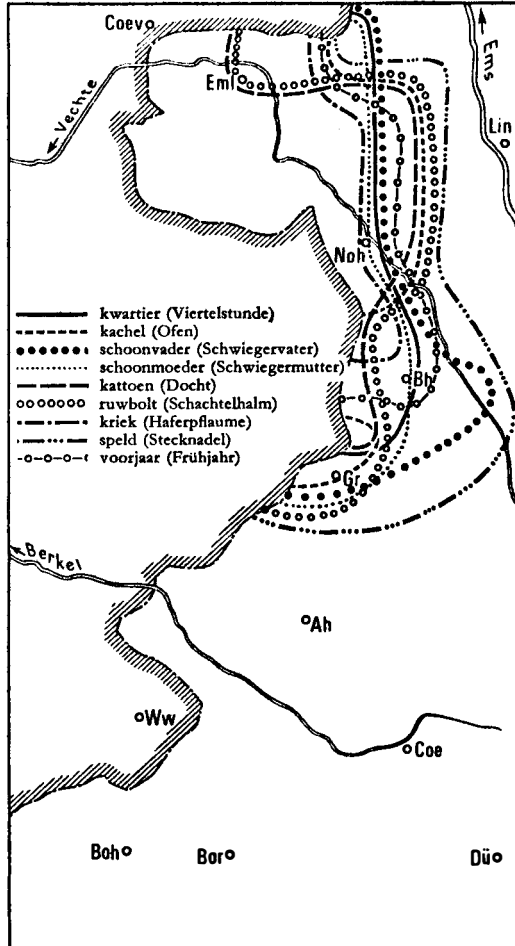 Coev
Ems
Vechte
Eml
Lin
Noh
kwartier (Viertelstunde)
kachel (Ofen)
schoonvader (Schwiegervater)
schoonmoeder (Schwiegermutter)
kattoen (Docht)
ruwbolt (Schachtelhalm)
kriek (Haferpflaume)
speld (Stecknadel)
voorjaar (Frühjahr)
Bh
Gr
Berkel
Ah
Ww
Coe
Boh
Bor
Dü